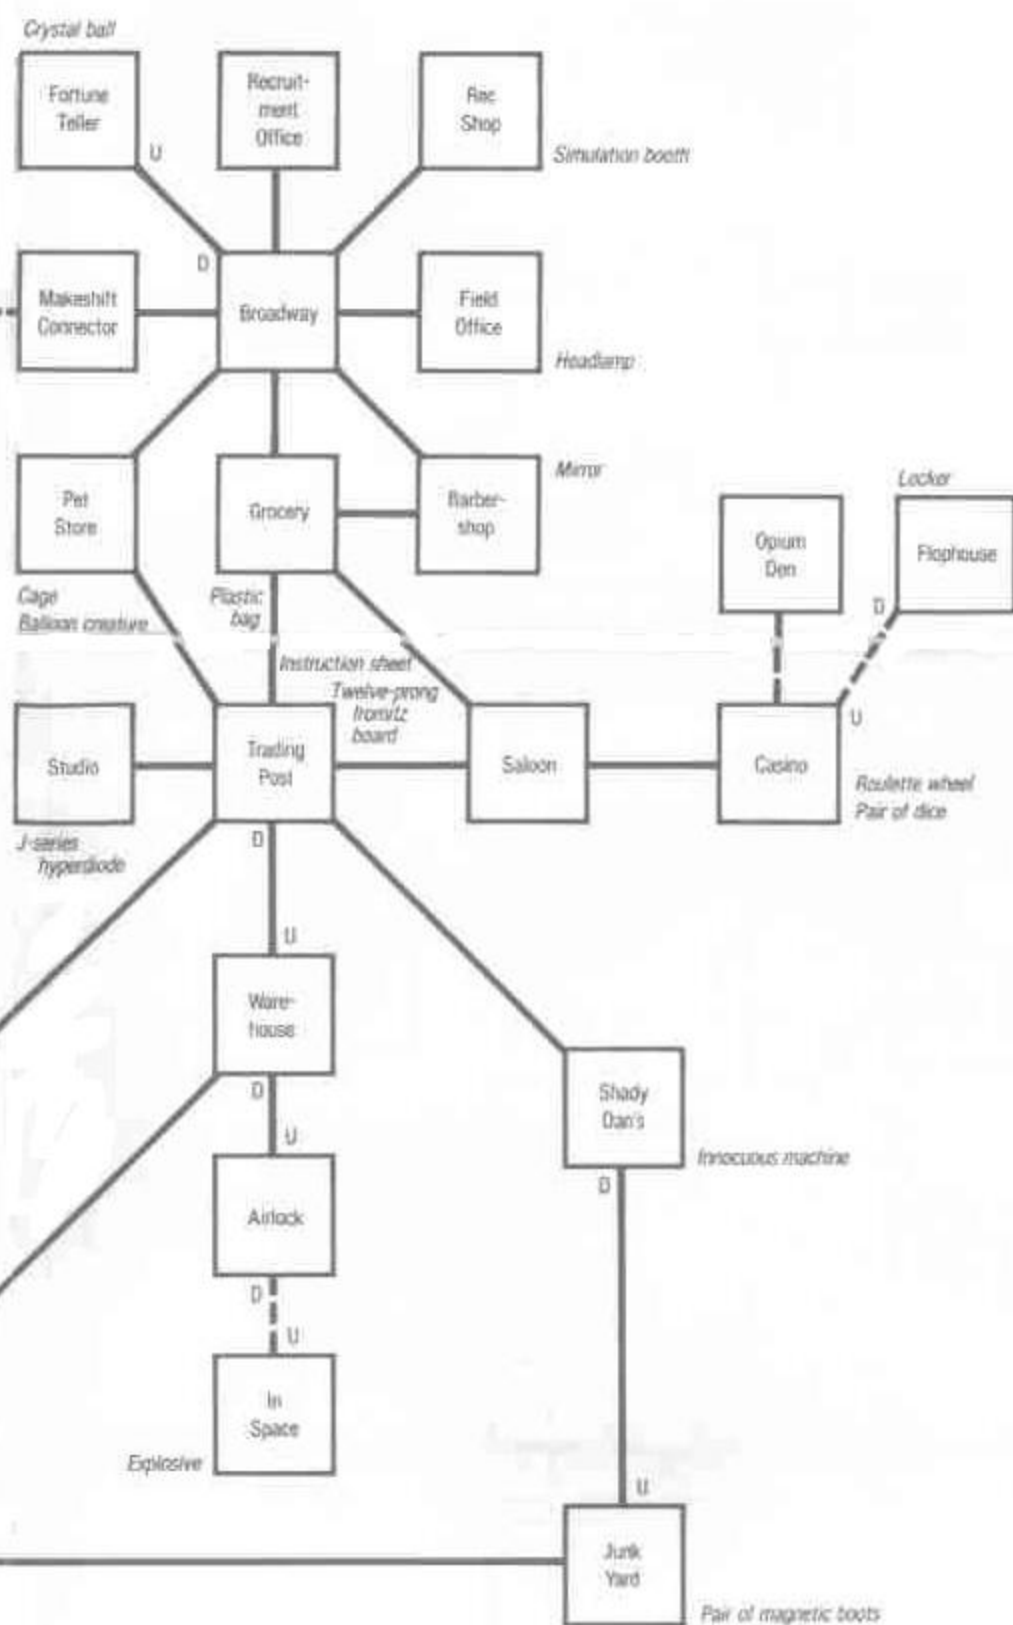 Crystal ball
Fortune
Teller
Recruit-
ment
Office
Rec
Shop
U
Simulation booth
D
Makeshift
Connector
Broadway
Field
Office
Headlamp
Pet
Store
Grocery
Barber-
shop
Mirror
Locker
Opium
Den
Flophouse
Cage
Balloon creature
Plastic
bag
D
Instruction sheet
Twelve-prong
fromitz
board
U
Studio
Trading
Post
Saloon
Casino
Roulette wheel
Pair of dice
J-series
hyperdiode
D
U
Ware-
house
D
U
Shady
Dan's
Innocuous machine
D
Airlock
D
U
In
Space
Explosive
U
Junk
Yard
Pair of magnetic boots